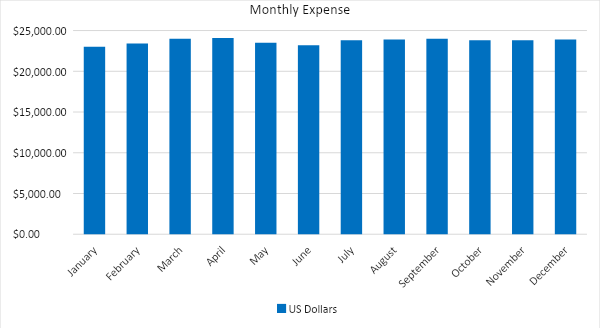 Monthly Expense
$25,000.00
$20,000.00
$15,000.00
$10,000.00
$5,000.00
$0.00
January
February
March
April
May
June
July
August
September
October
November
December
US Dollars